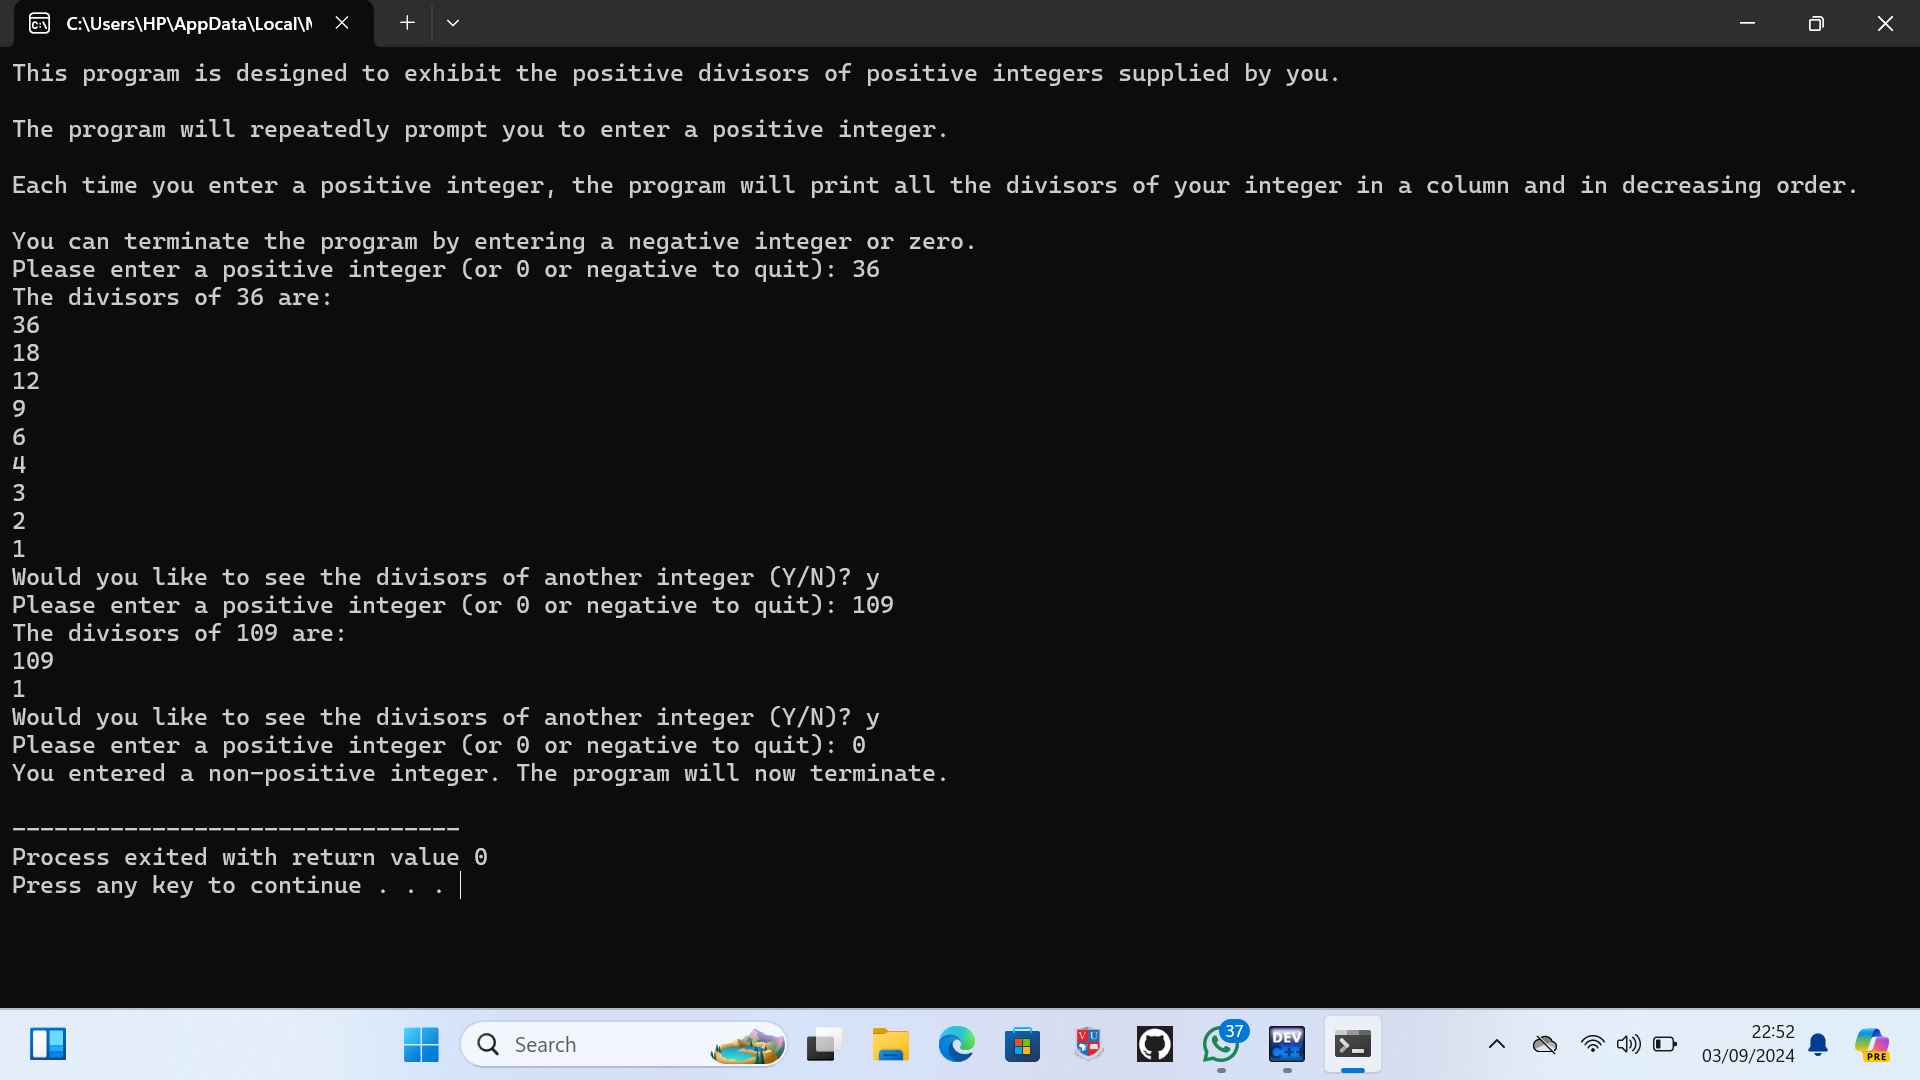 C:\Users\HP\AppData\Local\
This program is designed to exhibit the positive divisors of positive integers supplied by you.
The program will repeatedly prompt you to enter a positive integer.
Each time you enter a positive integer, the program will print all the divisors of your integer in a column and in decreasing order.
You can terminate the program by entering a negative integer or zero.
Please enter a positive integer (or 0 or negative to quit): 36
The divisors of 36 are:
36
18
12
9
6
4
3
2
1
Would you like to see the divisors of another integer (Y/N)? y
Please enter a positive integer (or 0 or negative to quit): 109
The divisors of 109 are:
109
1
Would you like to see the divisors of another integer (Y/N)? y
Please enter a positive integer (or 0 or negative to quit): 0
You entered a non-positive integer. The program will now terminate.
--------------------------------
Process exited with return value 0
Press any key to continue . . .
Search
VU
37
DEV
C++
22:52
03/09/2024
PRE